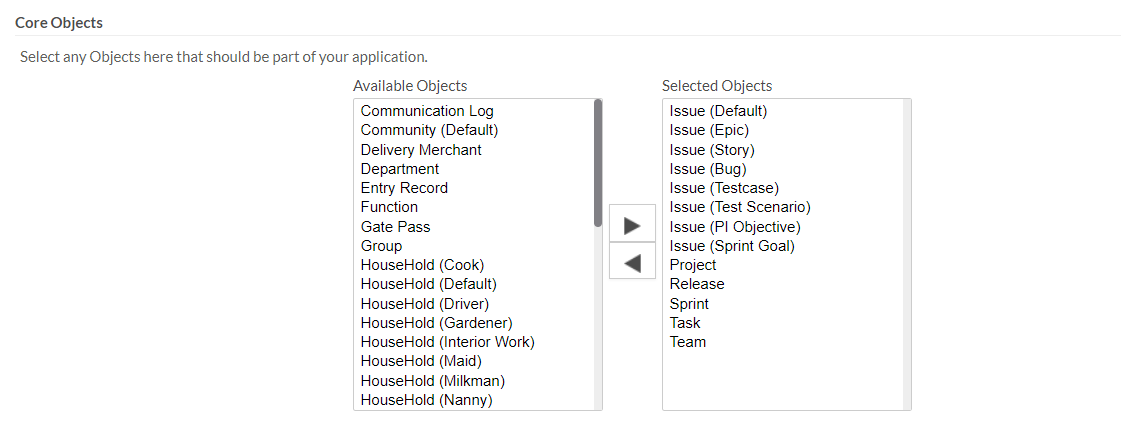 Core Objects
Select any Objects here that should be part of your application.
Available Objects
Communication Log
Community (Default)
Delivery Merchant
Department
Entry Record
Function
Gate Pass
Group
HouseHold (Cook)
HouseHold (Default)
HouseHold (Driver)
HouseHold (Gardener)
HouseHold (Interior Work)
HouseHold (Maid)
HouseHold (Milkman)
HouseHold (Nanny)
Selected Objects
Issue (Default)
Issue (Epic)
Issue (Story)
Issue (Bug)
Issue (Testcase)
Issue (Test Scenario)
Issue (PI Objective)
Issue (Sprint Goal)
Project
Release
Sprint
Task
Team